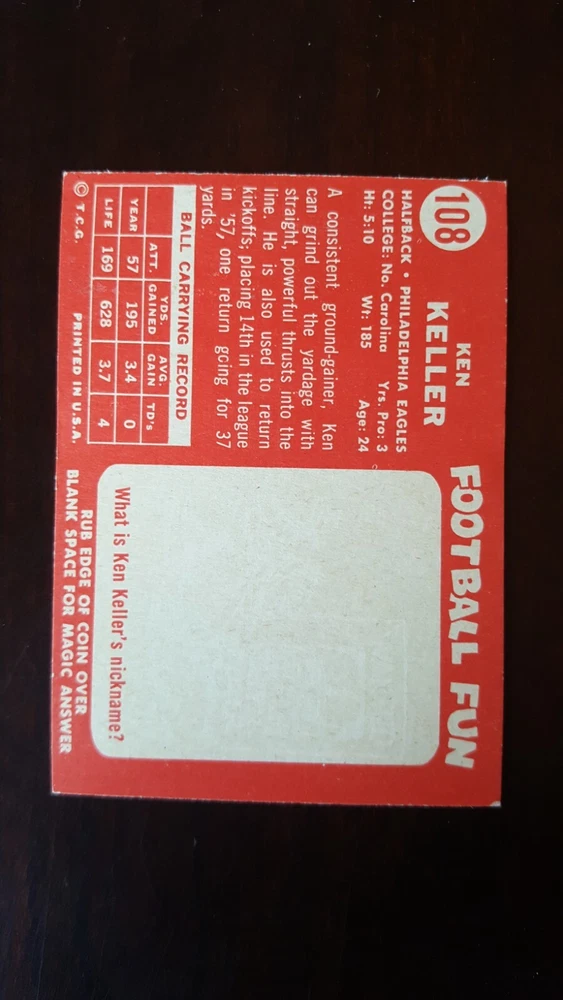 108
KEN
KELLER
HALFBACK • PHILADELPHIA EAGLES
COLLEGE: No. Carolina Yrs. Pro: 3
Ht: 5:10 Wt: 185 Age: 24
A consistent ground-gainer, Ken
can grind out the yardage with
straight, powerful thrusts into the
line. He is also used to return
kickoffs; placing 14th in the league
in '57, one return going for 37
yards.
BALL CARRYING RECORD
ATT. YDS. GAINED AVG. GAIN TD's
YEAR 57 195 3.4 0
LIFE 169 628 3.7 4
© T.C.G. PRINTED IN U.S.A.
FOOTBALL FUN
What is Ken Keller's nickname?
RUB EDGE OF COIN OVER
BLANK SPACE FOR MAGIC ANSWER